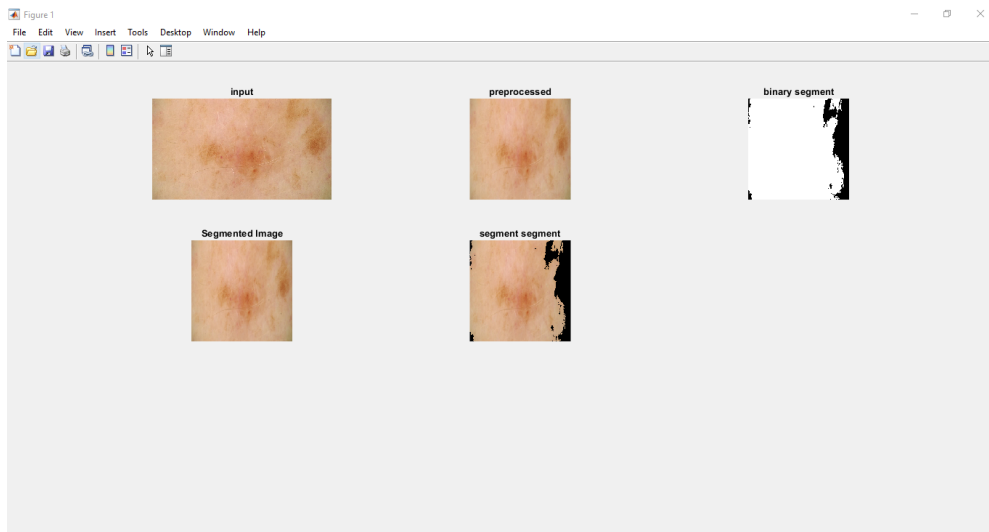 Figure 1
File Edit View Insert Tools Desktop Window Help
input
preprocessed
binary segment
Segmented Image
segment segment